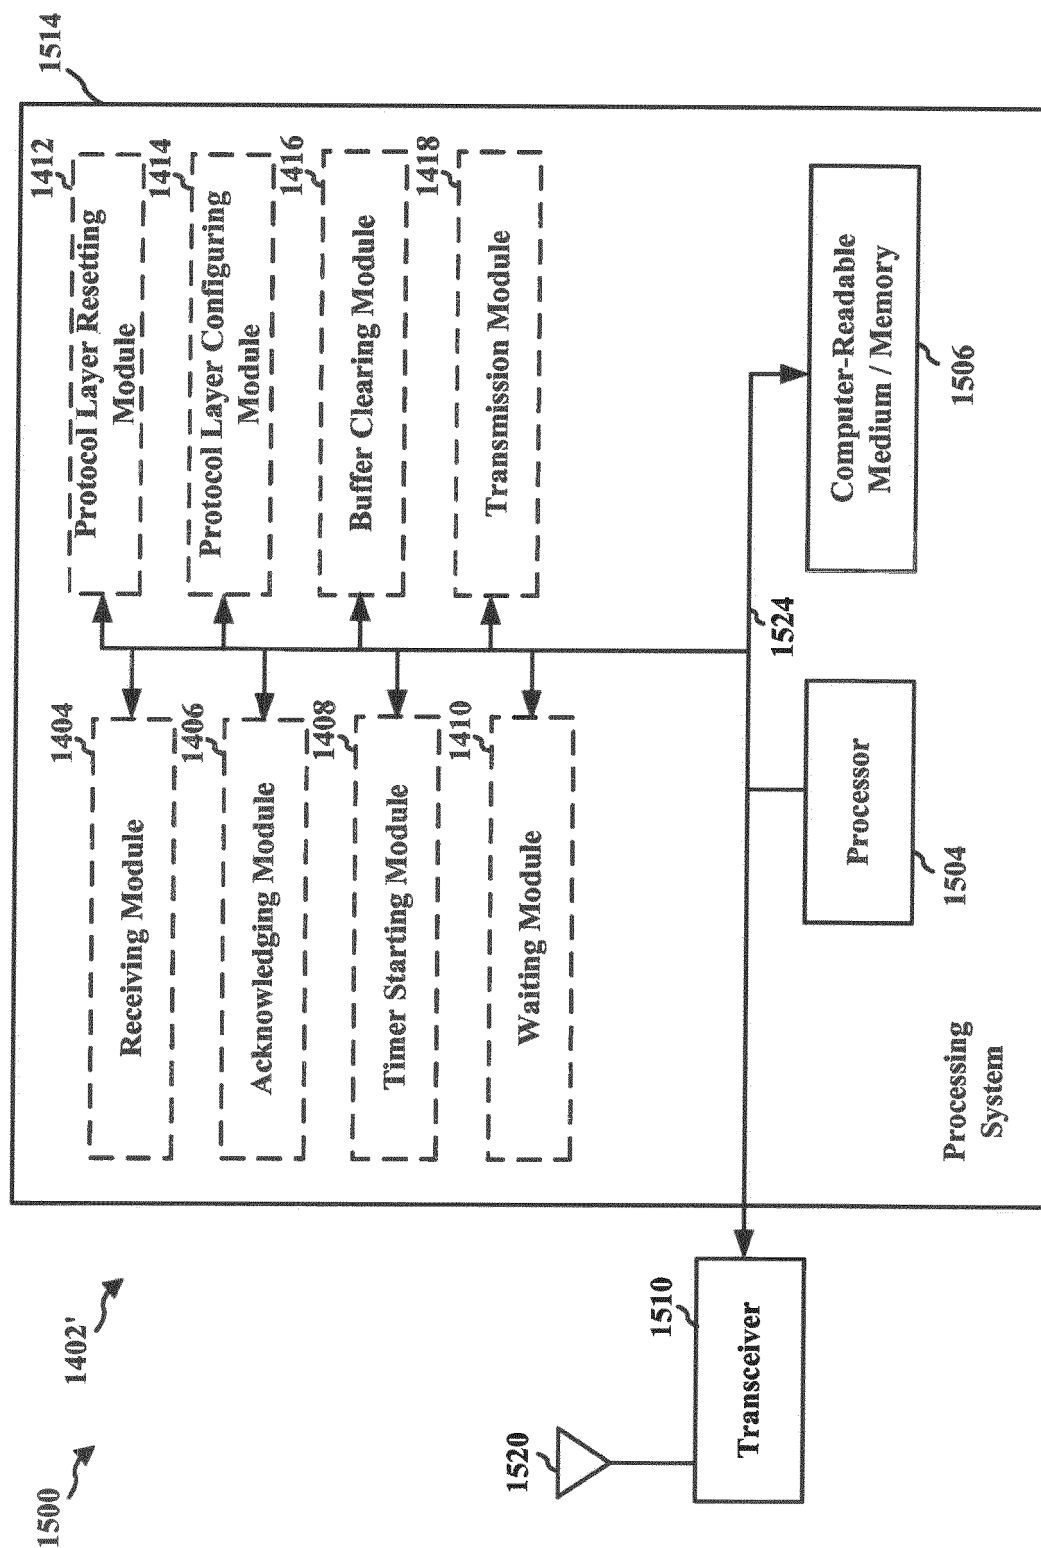 1500
1402'
1514
1404
Receiving Module
1412
Protocol Layer Resetting
Module
1406
Acknowledging Module
1414
Protocol Layer Configuring
Module
1408
Timer Starting Module
1416
Buffer Clearing Module
1410
Waiting Module
1418
Transmission Module
1520
1510
Transceiver
1524
Processing
System
Processor
1504
Computer-Readable
Medium / Memory
1506